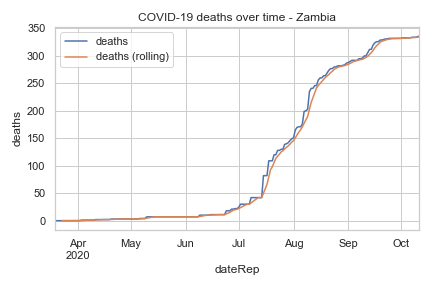 COVID-19 deaths over time - Zambia
deaths
deaths (rolling)
350
300
250
200
150
100
50
0
deaths
Apr
2020
May
Jun
Jul
Aug
Sep
Oct
dateRep